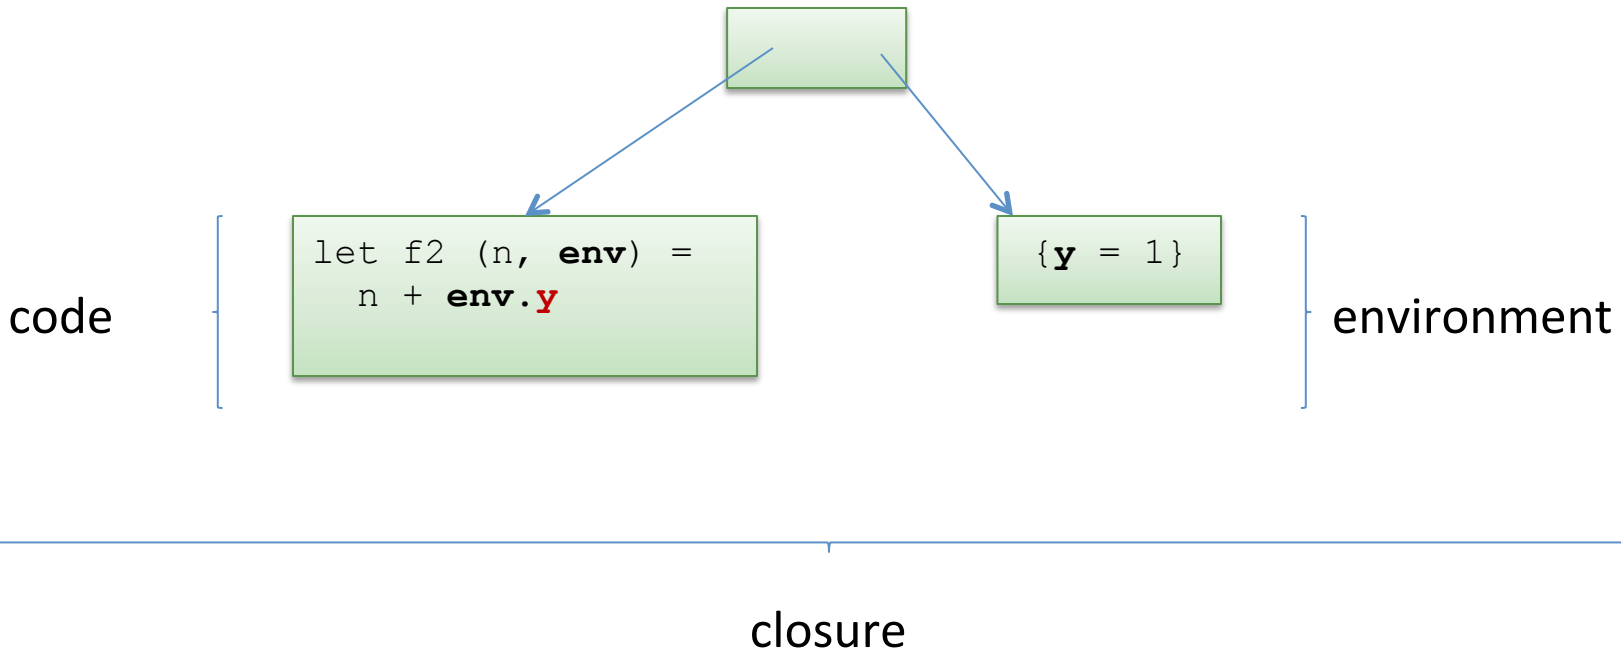 let f2 (n, env) =
n + env.y
{y = 1}
code
environment
closure